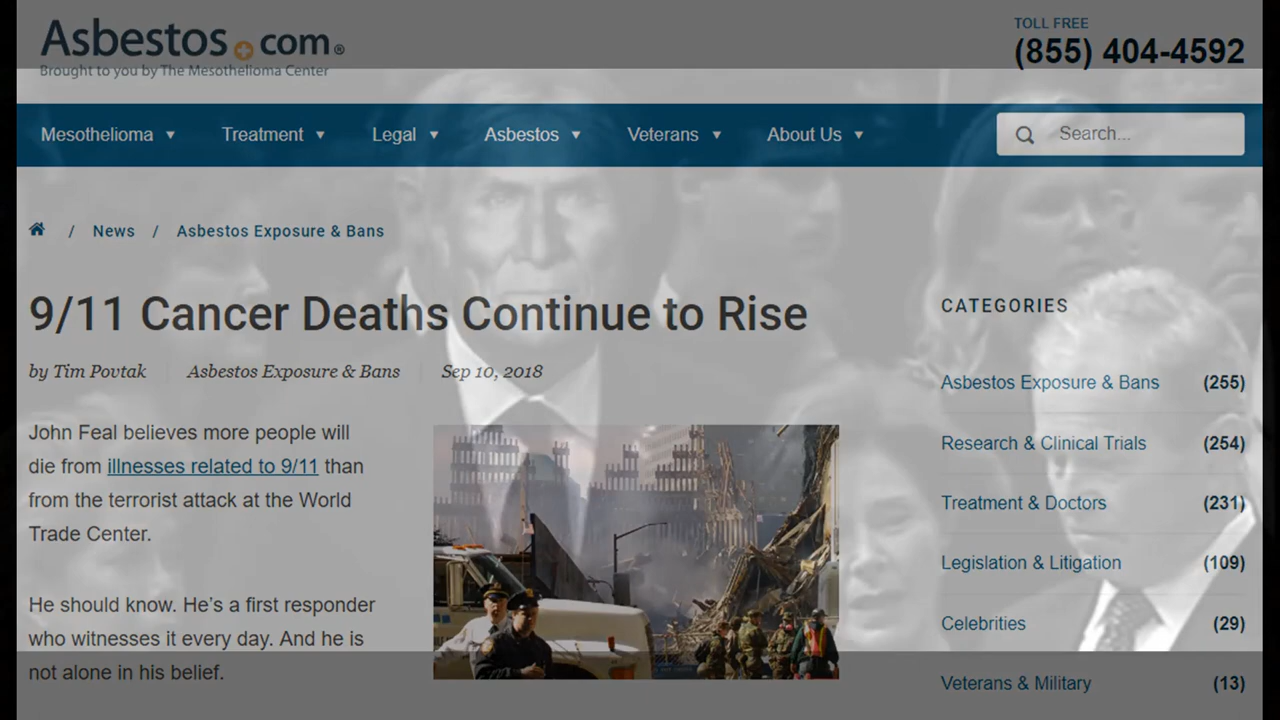 Asbestos.com®
Brought to you by The Mesothelioma Center
TOLL FREE
(855) 404-4592
Mesothelioma ▼ Treatment ▼ Legal ▼ Asbestos ▼ Veterans ▼ About Us ▼ Search...
/ News / Asbestos Exposure & Bans
9/11 Cancer Deaths Continue to Rise
by Tim Povtak Asbestos Exposure & Bans Sep 10, 2018
John Feal believes more people will
die from illnesses related to 9/11 than
from the terrorist attack at the World
Trade Center.
He should know. He's a first responder
who witnesses it every day. And he is
not alone in his belief.
CATEGORIES
Asbestos Exposure & Bans (255)
Research & Clinical Trials (254)
Treatment & Doctors (231)
Legislation & Litigation (109)
Celebrities (29)
Veterans & Military (13)